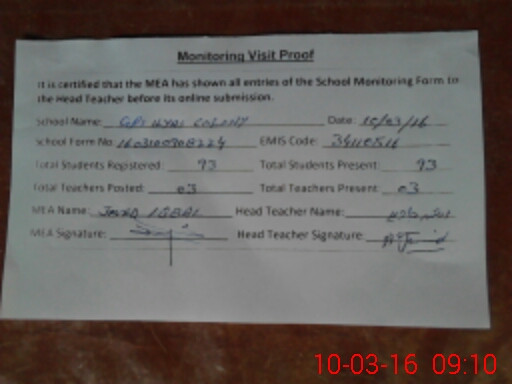 Monitoring Visit Proof
It is certified that the MEA has shown all entries of the School Monitoring Form to
the Head Teacher before its online submission.
School Name: GPS COLONY Date: 10/03/16
School Form No. EMIS Code:
Total Students Registered: 93 Total Students Present: 93
Total Teachers Posted: 03 Total Teachers Present: 03
MEA Name: Javed IQBAL Head Teacher Name:
MEA Signature: Head Teacher Signature:
10-03-16 09:10